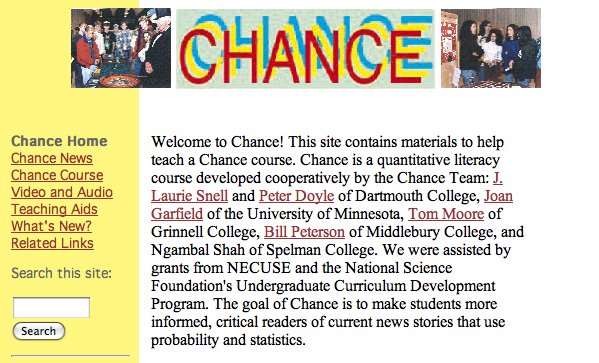 CHANCE
Chance Home
Chance News
Chance Course
Video and Audio
Teaching Aids
What's New?
Related Links
Search this site:
Search
Welcome to Chance! This site contains materials to help
teach a Chance course. Chance is a quantitative literacy
course developed cooperatively by the Chance Team: J.
Laurie Snell and Peter Doyle of Dartmouth College, Joan
Garfield of the University of Minnesota, Tom Moore of
Grinnell College, Bill Peterson of Middlebury College, and
Ngambal Shah of Spelman College. We were assisted by
grants from NECUSE and the National Science
Foundation's Undergraduate Curriculum Development
Program. The goal of Chance is to make students more
informed, critical readers of current news stories that use
probability and statistics.